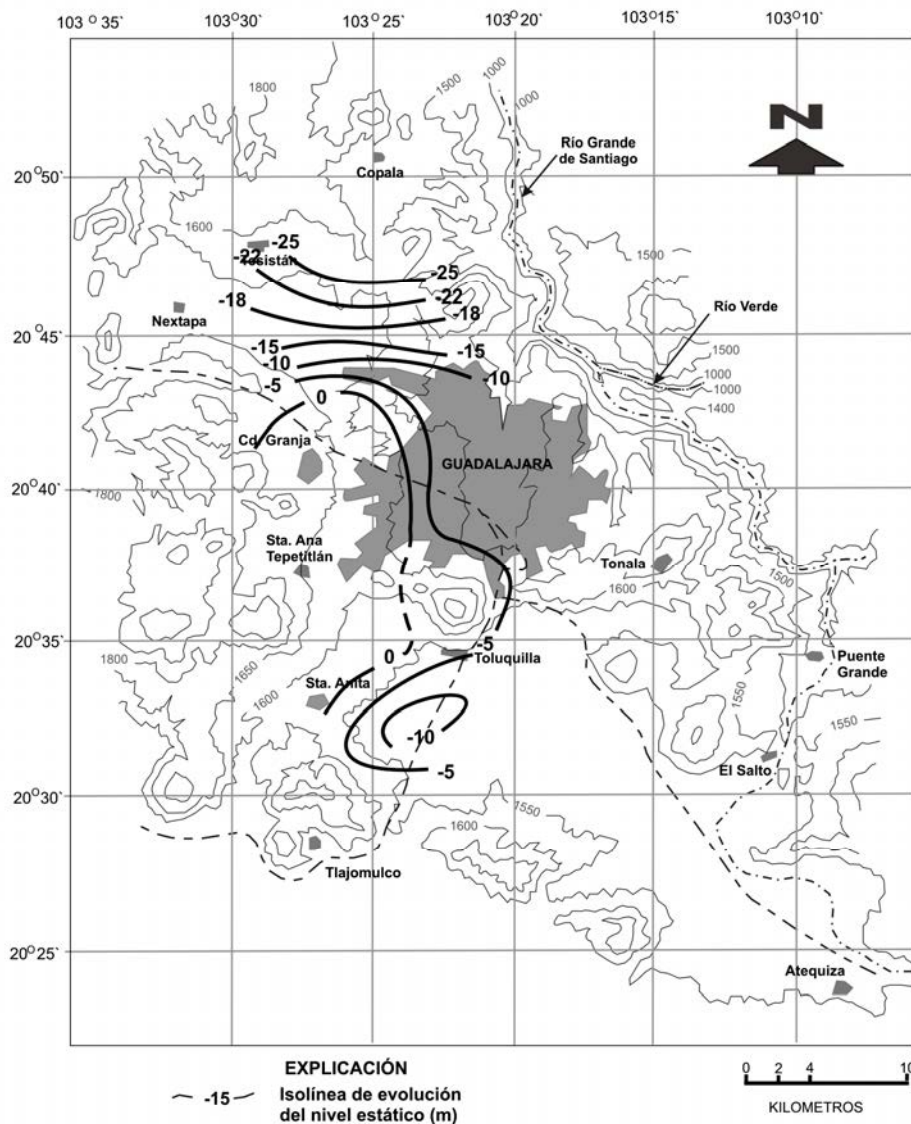 103 ° 35` 103°30` 103°25` 103°20` 103°15` 103°10`
1800
1500
1000
1000
Río Grande
de Santiago
N
Copala
20°50`
1600
1500
-25
-22
Tesistán
-25
-22
-18
-18
Nextapa
Río Verde
20°45`
1500
-15
-15
-10
-10
-5
1000
1000
1400
0
Cd. Granja
GUADALAJARA
1800
20°40`
Sta. Ana
Tepetitlán
Tonala
1500
1600
20°35`
-5
0
Toluquilla
1800
1650
1600
Sta. Anita
Puente
Grande
1550
1550
-10
-5
El Salto
20°30`
1550
1600
Tlajomulco
20°25`
Atequiza
EXPLICACIÓN
-15 Isolínea de evolución
del nivel estático (m)
0 2 4 10
KILOMETROS